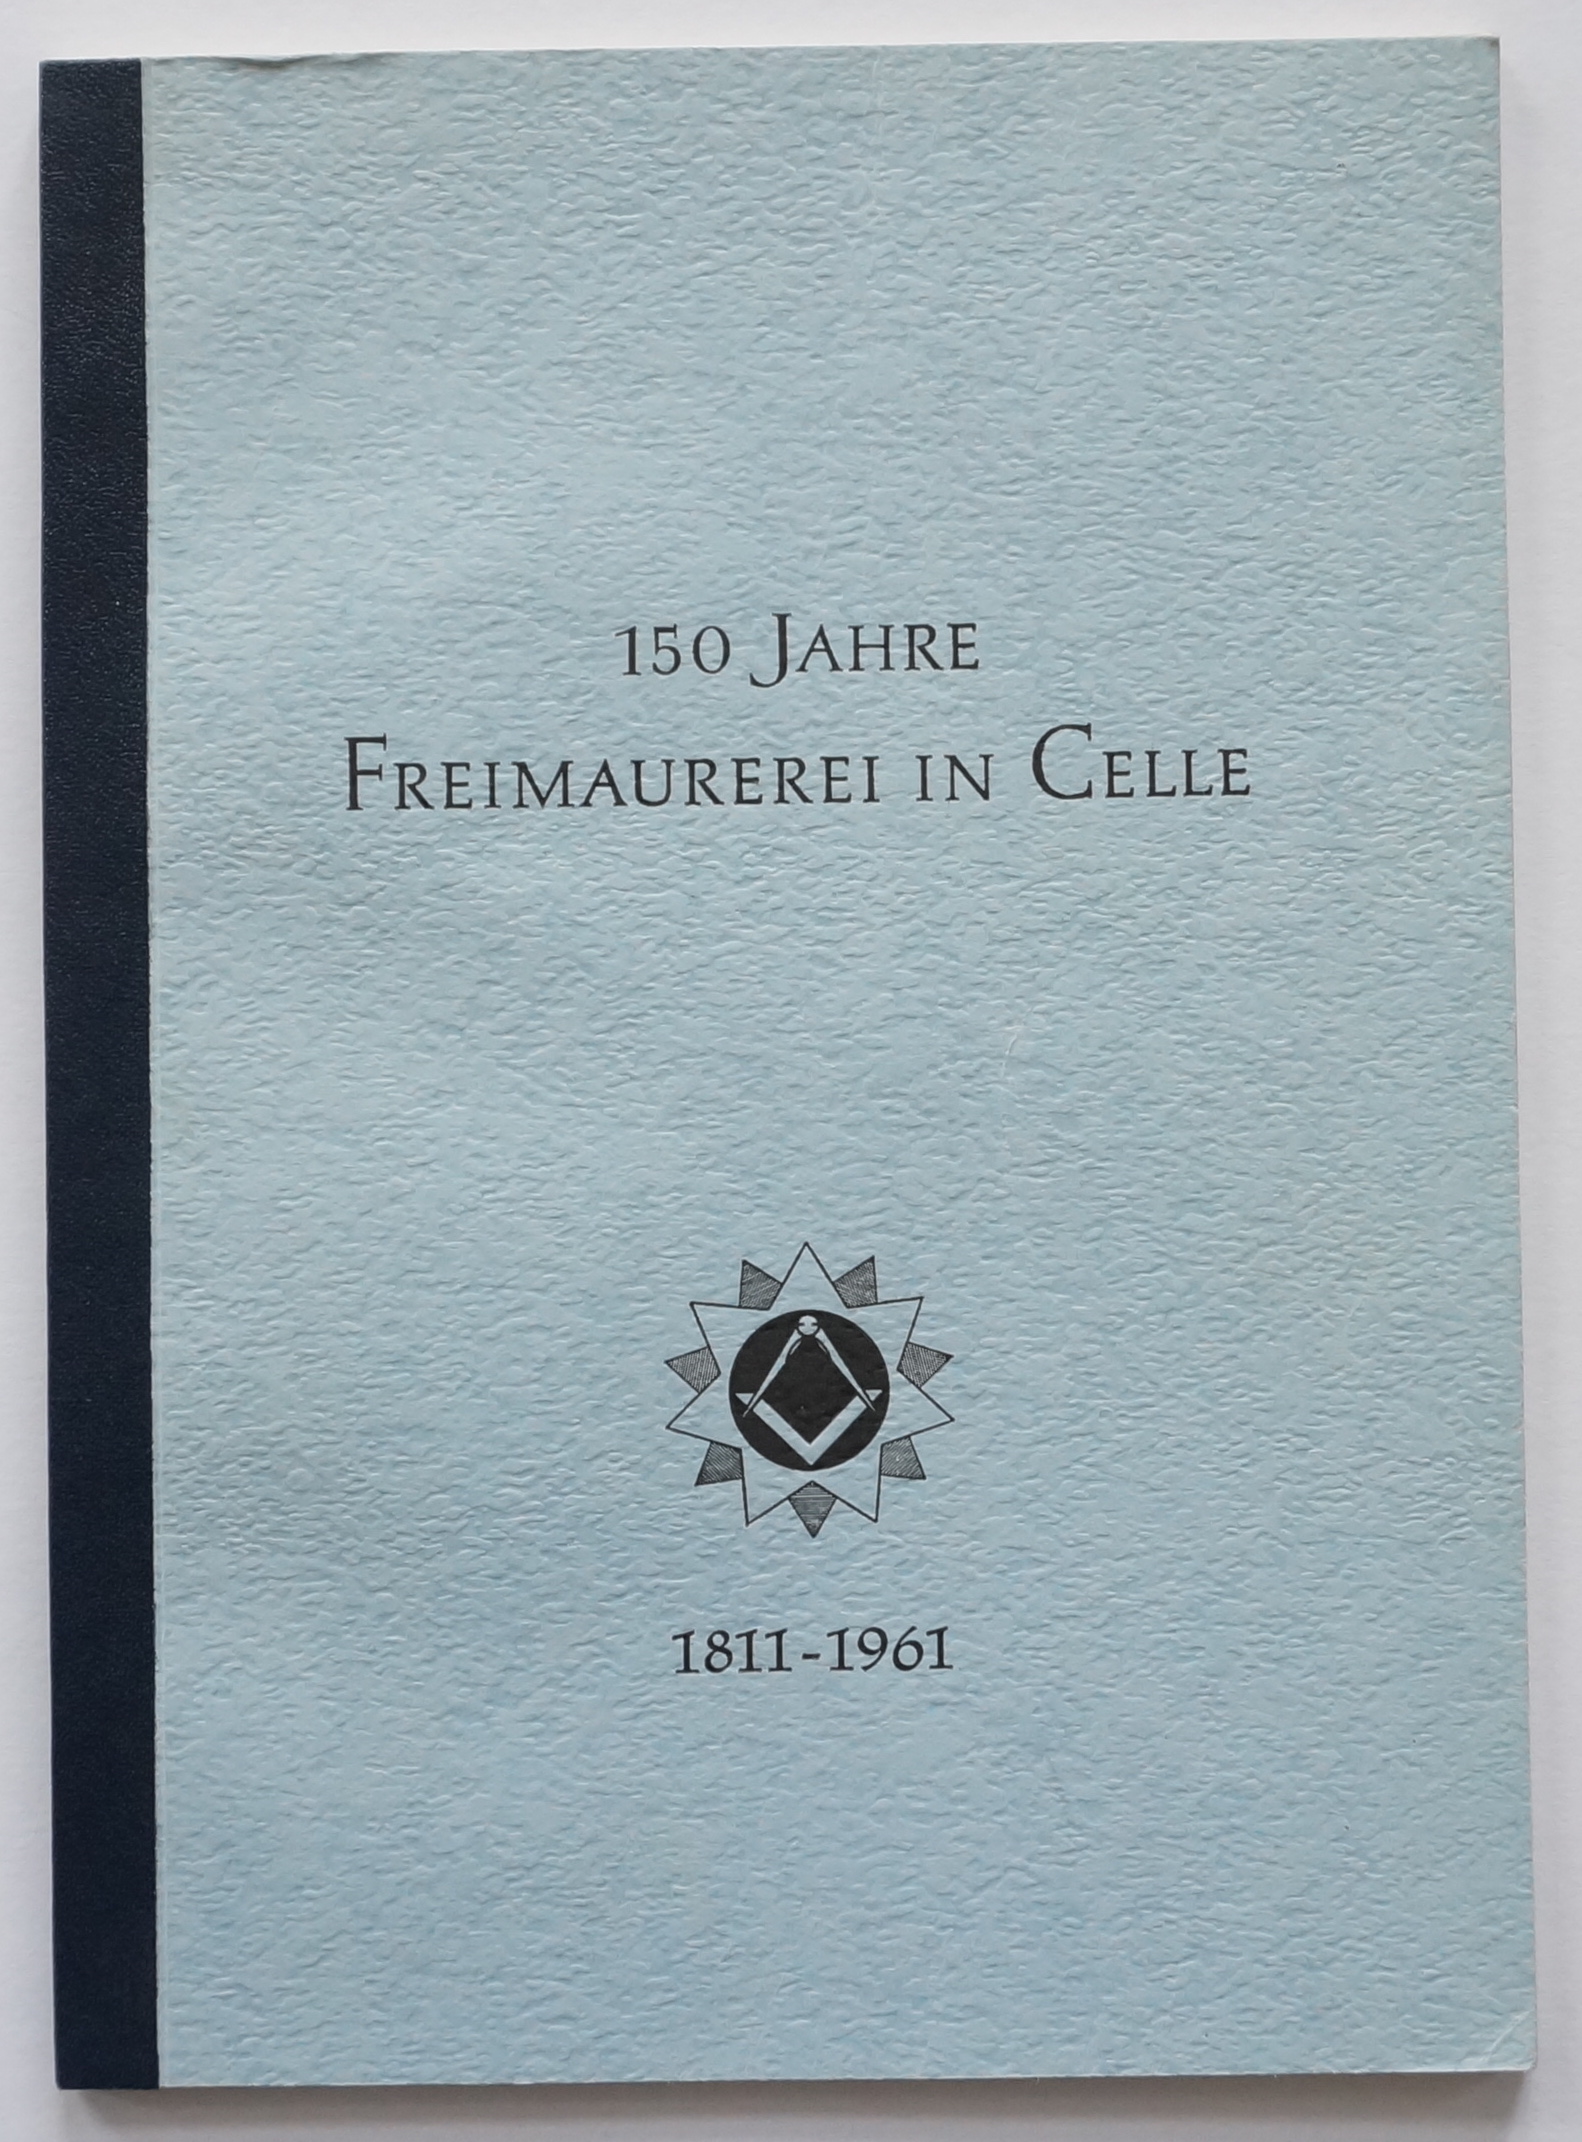 150 JAHRE
FREIMAUREREI IN CELLE
1811-1961